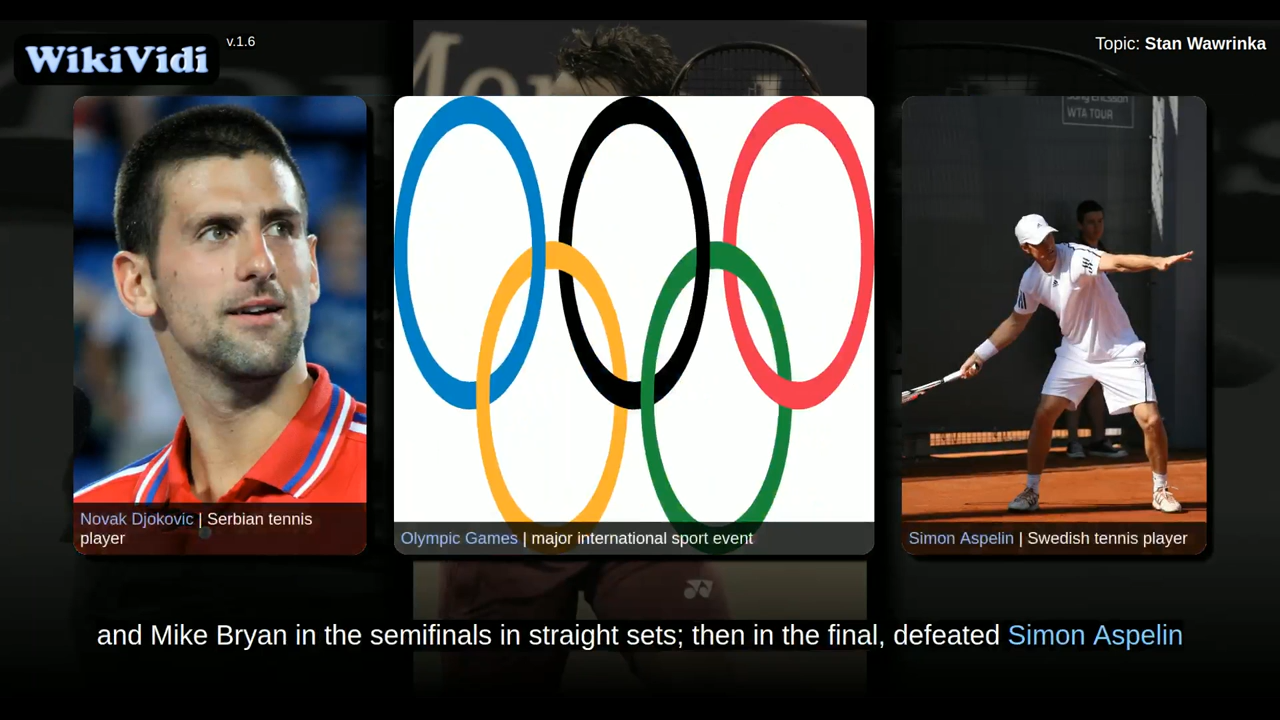 WikiVidi
v.1.6
Topic: Stan Wawrinka
WTA TOUR
Novak Djokovic | Serbian tennis
player
Olympic Games | major international sport event
Simon Aspelin | Swedish tennis player
and Mike Bryan in the semifinals in straight sets; then in the final, defeated Simon Aspelin